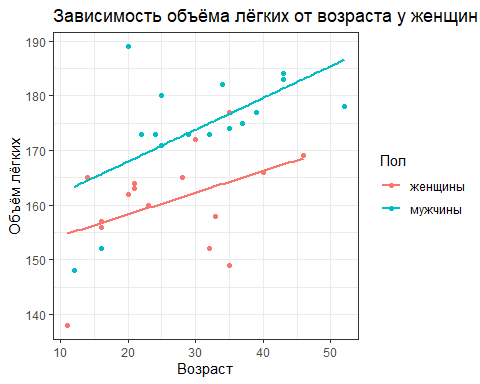 Зависимость объёма лёгких от возраста у женщин
190
180
170
160
150
140
Объём лёгких
10
20
30
40
50
Возраст
Пол
женщины
мужчины